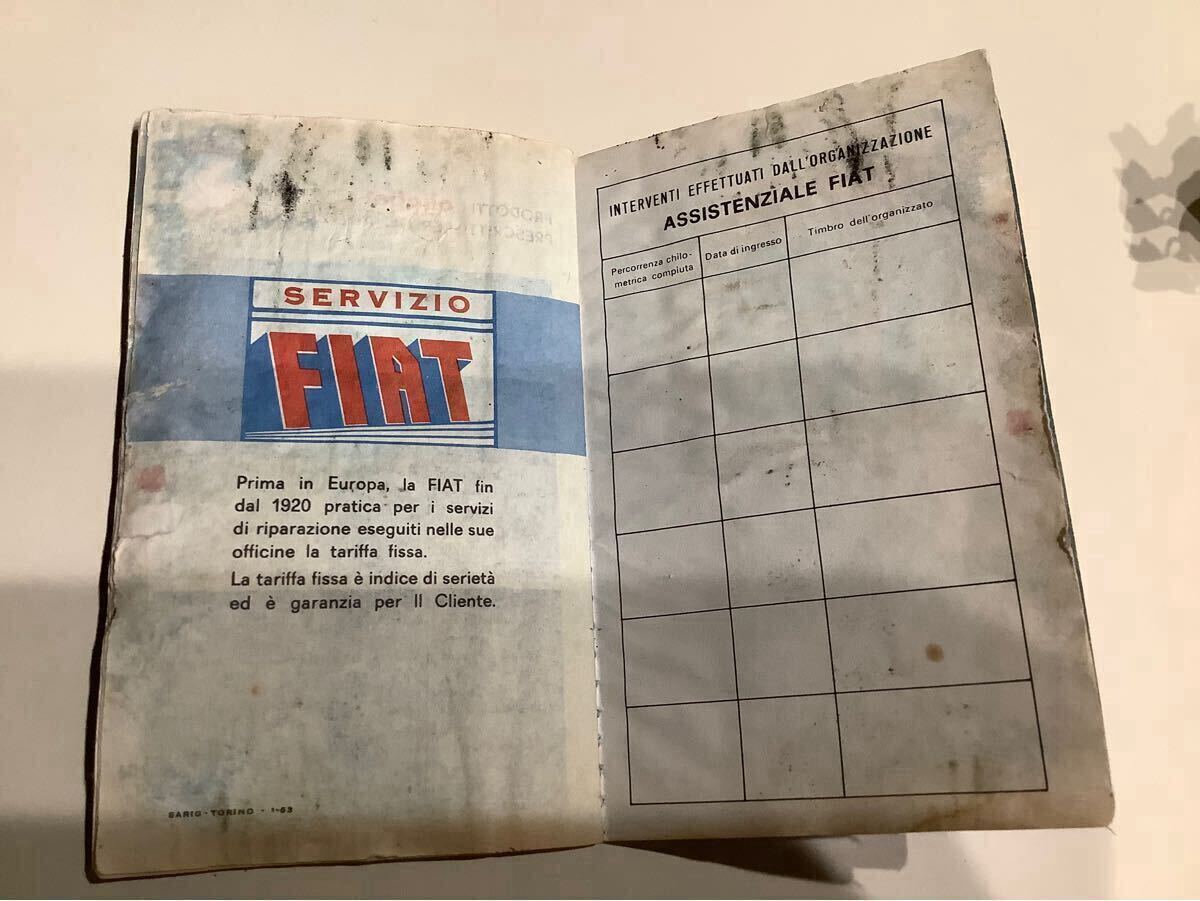 SERVIZIO
FIAT
Prima in Europa, la FIAT fin
dal 1920 pratica per i servizi
di riparazione eseguiti nelle sue
officine la tariffa fissa.
La tariffa fissa è indice di serietà
ed è garanzia per Il Cliente.
SARIG - TORINO - 1-63
INTERVENTI EFFETTUATI DALL'ORGANIZZAZIONE
ASSISTENZIALE FIAT
Percorrenza chilo-
metrica compiuta
Data di ingresso
Timbro dell'organizzato